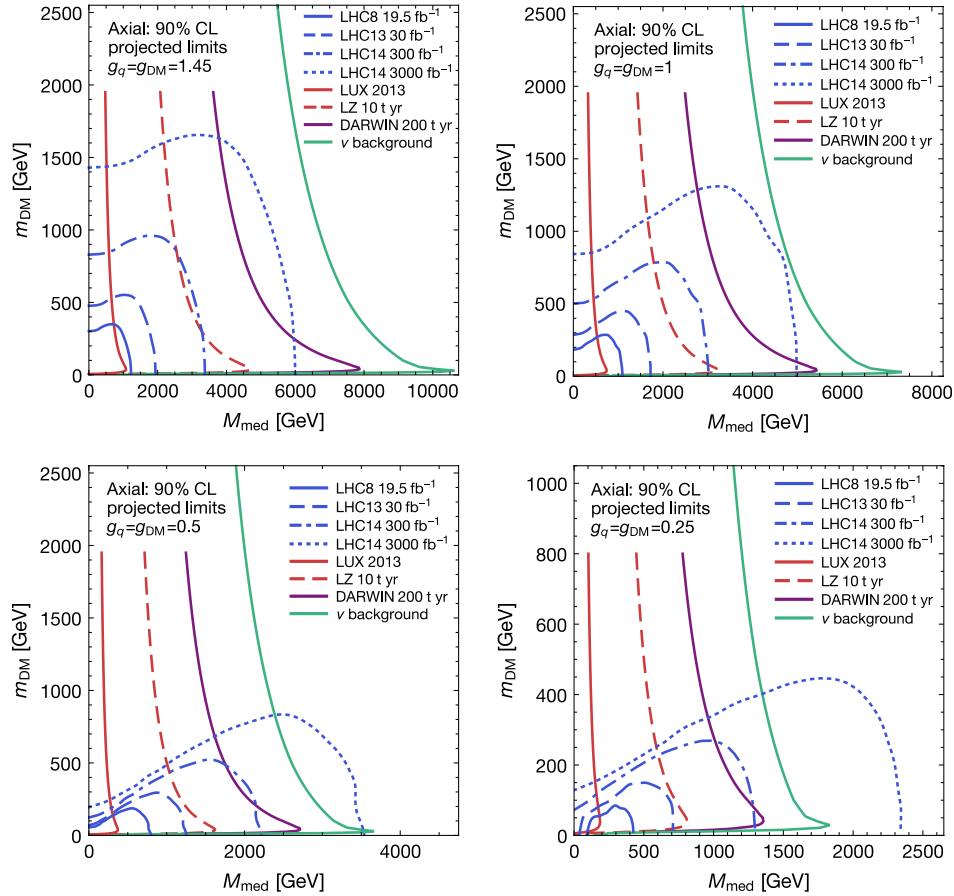 Axial: 90% CL
projected limits
g_q=g_DM=1.45
LHC8 19.5 fb⁻¹
LHC13 30 fb⁻¹
LHC14 300 fb⁻¹
LHC14 3000 fb⁻¹
LUX 2013
LZ 10 t yr
DARWIN 200 t yr
ν background
m_DM [GeV]
2500
2000
1500
1000
500
0
0 2000 4000 6000 8000 10000
M_med [GeV]
Axial: 90% CL
projected limits
g_q=g_DM=1
LHC8 19.5 fb⁻¹
LHC13 30 fb⁻¹
LHC14 300 fb⁻¹
LHC14 3000 fb⁻¹
LUX 2013
LZ 10 t yr
DARWIN 200 t yr
ν background
m_DM [GeV]
2500
2000
1500
1000
500
0
0 2000 4000 6000 8000
M_med [GeV]
Axial: 90% CL
projected limits
g_q=g_DM=0.5
LHC8 19.5 fb⁻¹
LHC13 30 fb⁻¹
LHC14 300 fb⁻¹
LHC14 3000 fb⁻¹
LUX 2013
LZ 10 t yr
DARWIN 200 t yr
ν background
m_DM [GeV]
2500
2000
1500
1000
500
0
0 2000 4000
M_med [GeV]
Axial: 90% CL
projected limits
g_q=g_DM=0.25
LHC8 19.5 fb⁻¹
LHC13 30 fb⁻¹
LHC14 300 fb⁻¹
LHC14 3000 fb⁻¹
LUX 2013
LZ 10 t yr
DARWIN 200 t yr
ν background
m_DM [GeV]
1000
800
600
400
200
0
0 500 1000 1500 2000 2500
M_med [GeV]